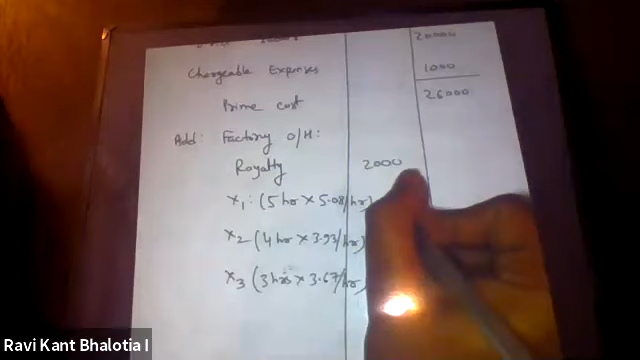 20000
Chargeable Expenses 1000
Prime cost 26000
Add: Factory O/H:
Royalty 2000
X1: (5 hr × 5.08/hr)
X2 (4 hr × 3.93/hr)
X3 (3 hrs × 3.67/hr)
Ravi Kant Bhalotia I